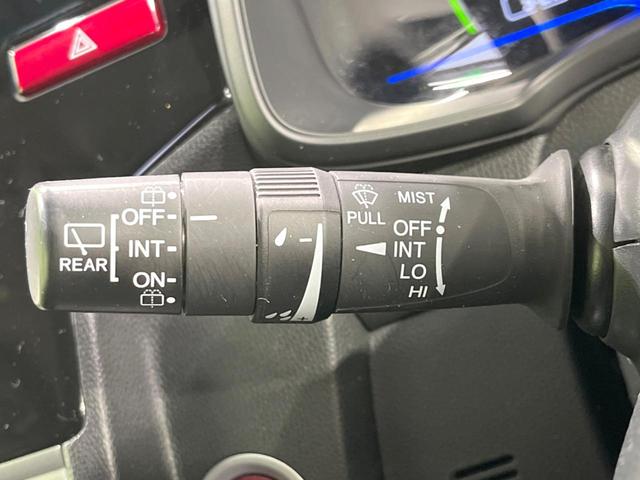 OFF
INT
ON
REAR
PULL
MIST
OFF
INT
LO
HI